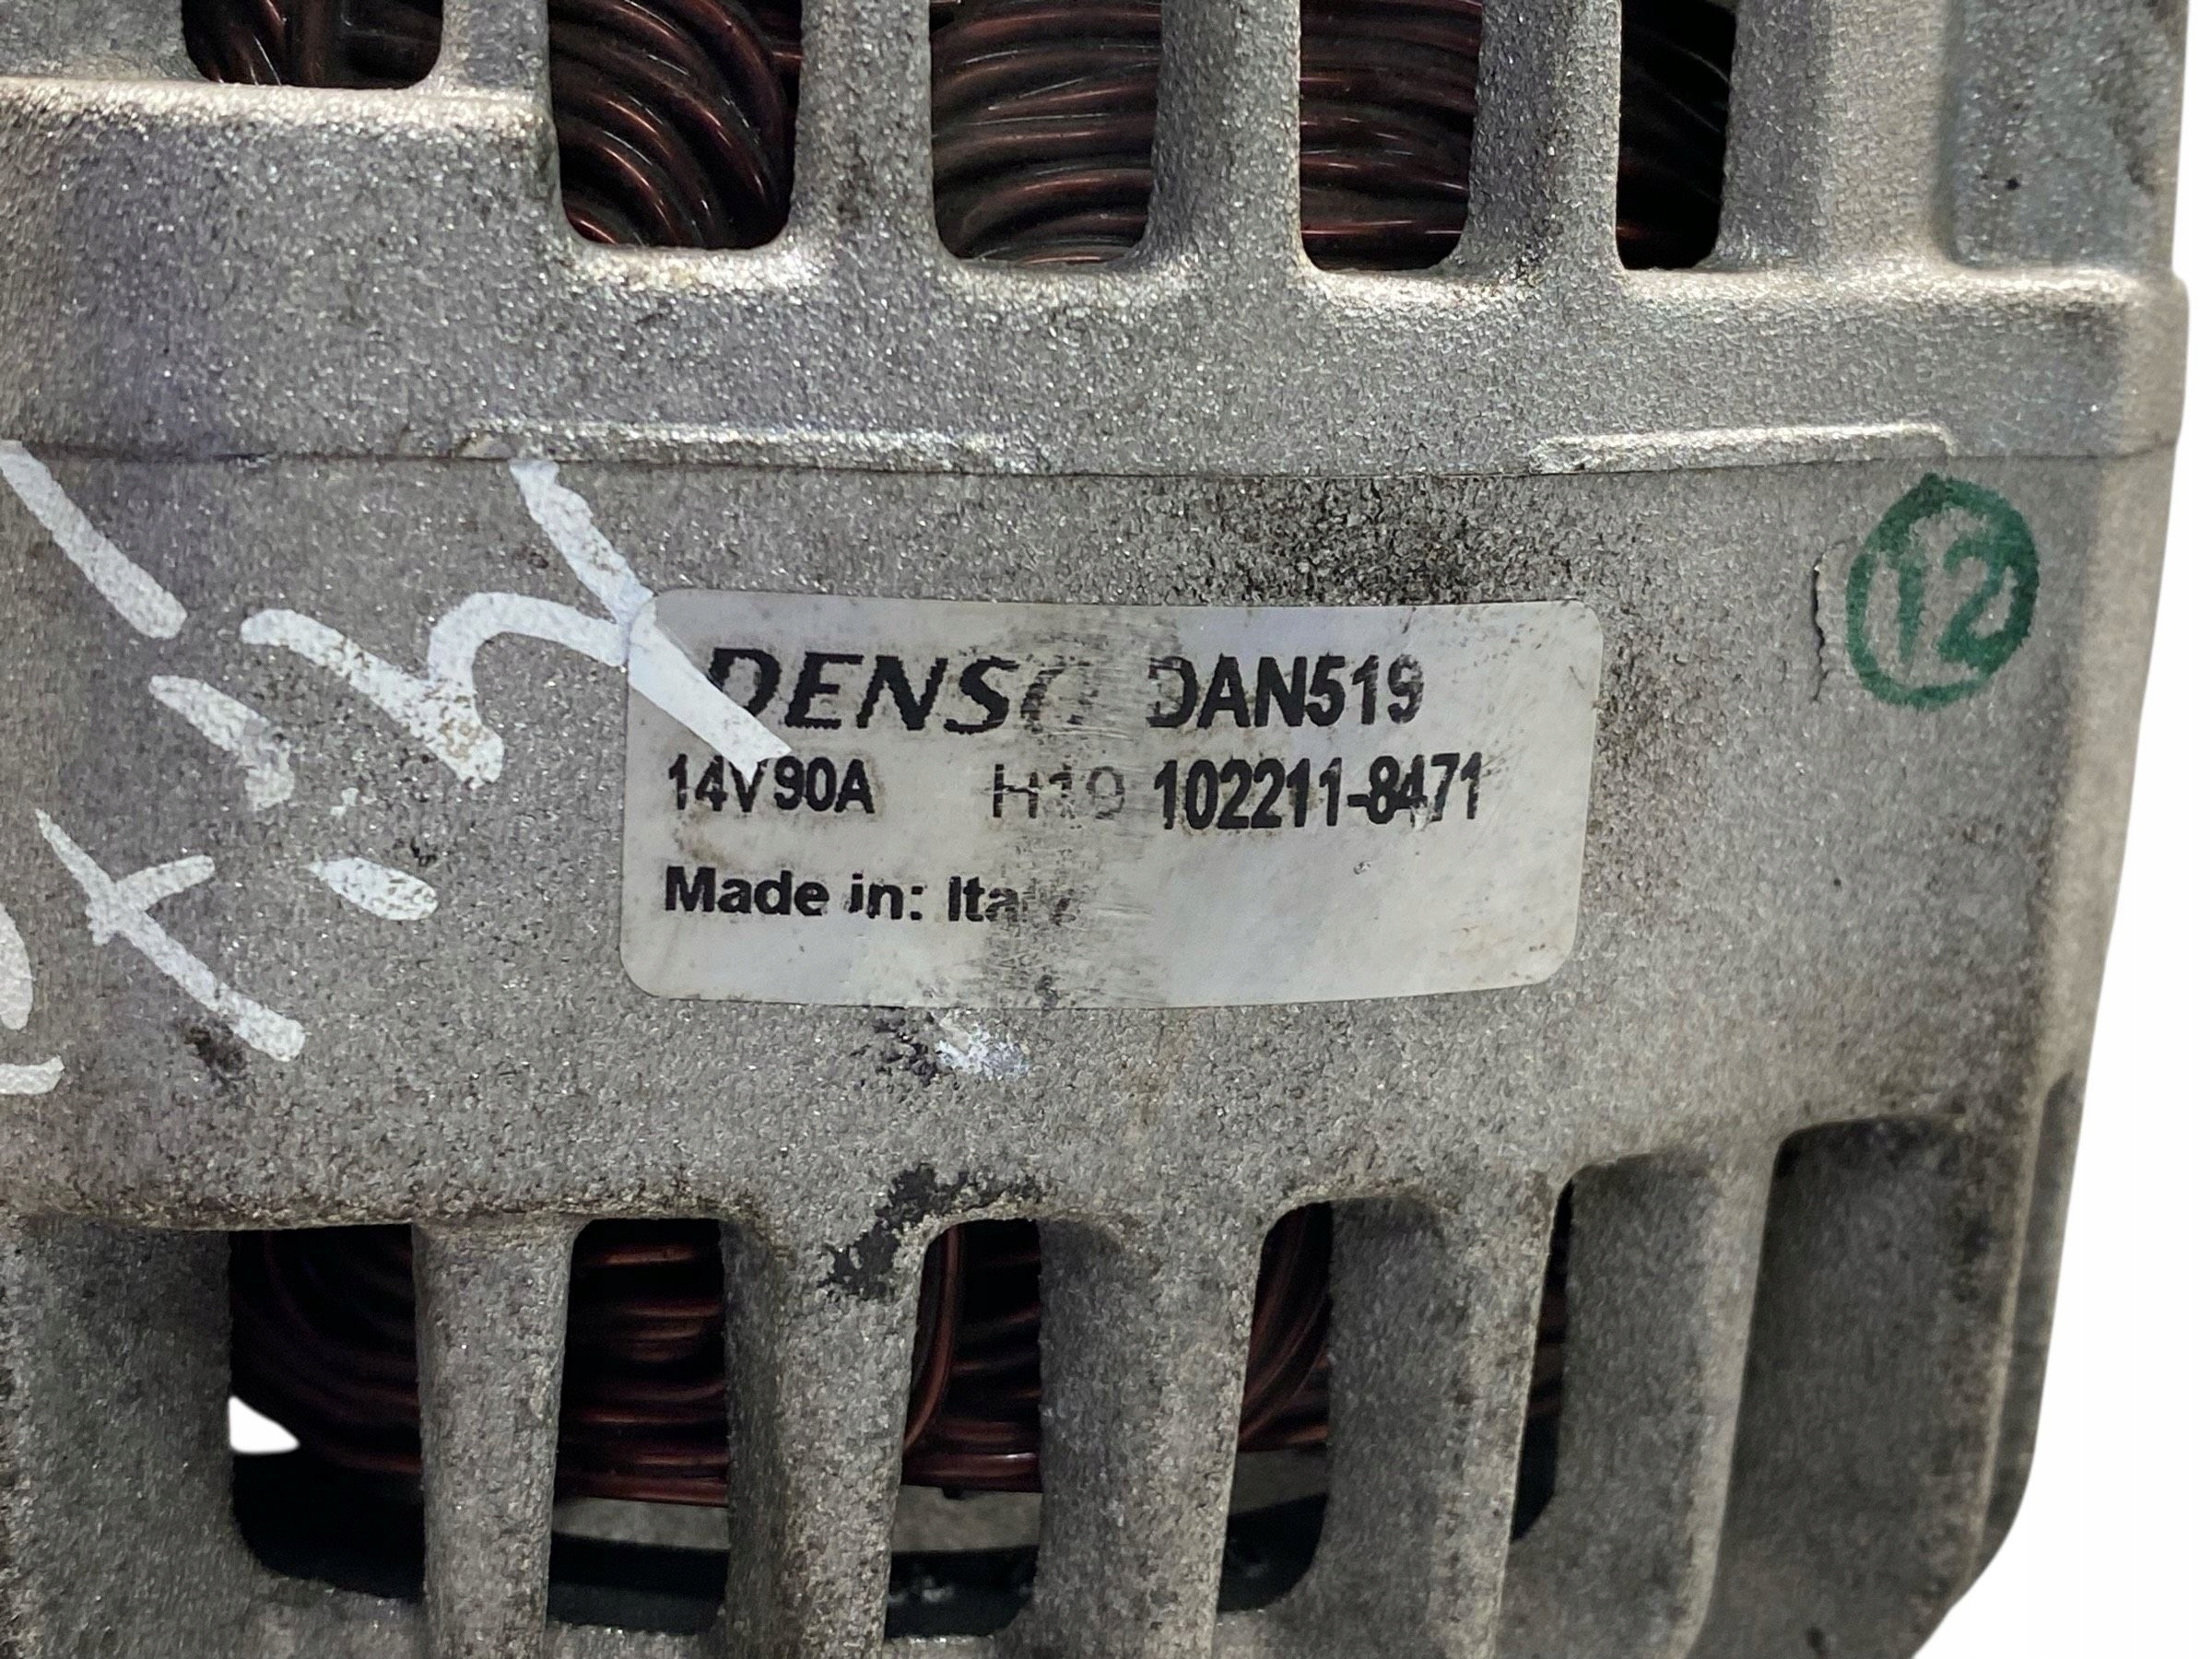 DENSO DAN519
14V90A H19 102211-8471
Made in: Italy
12